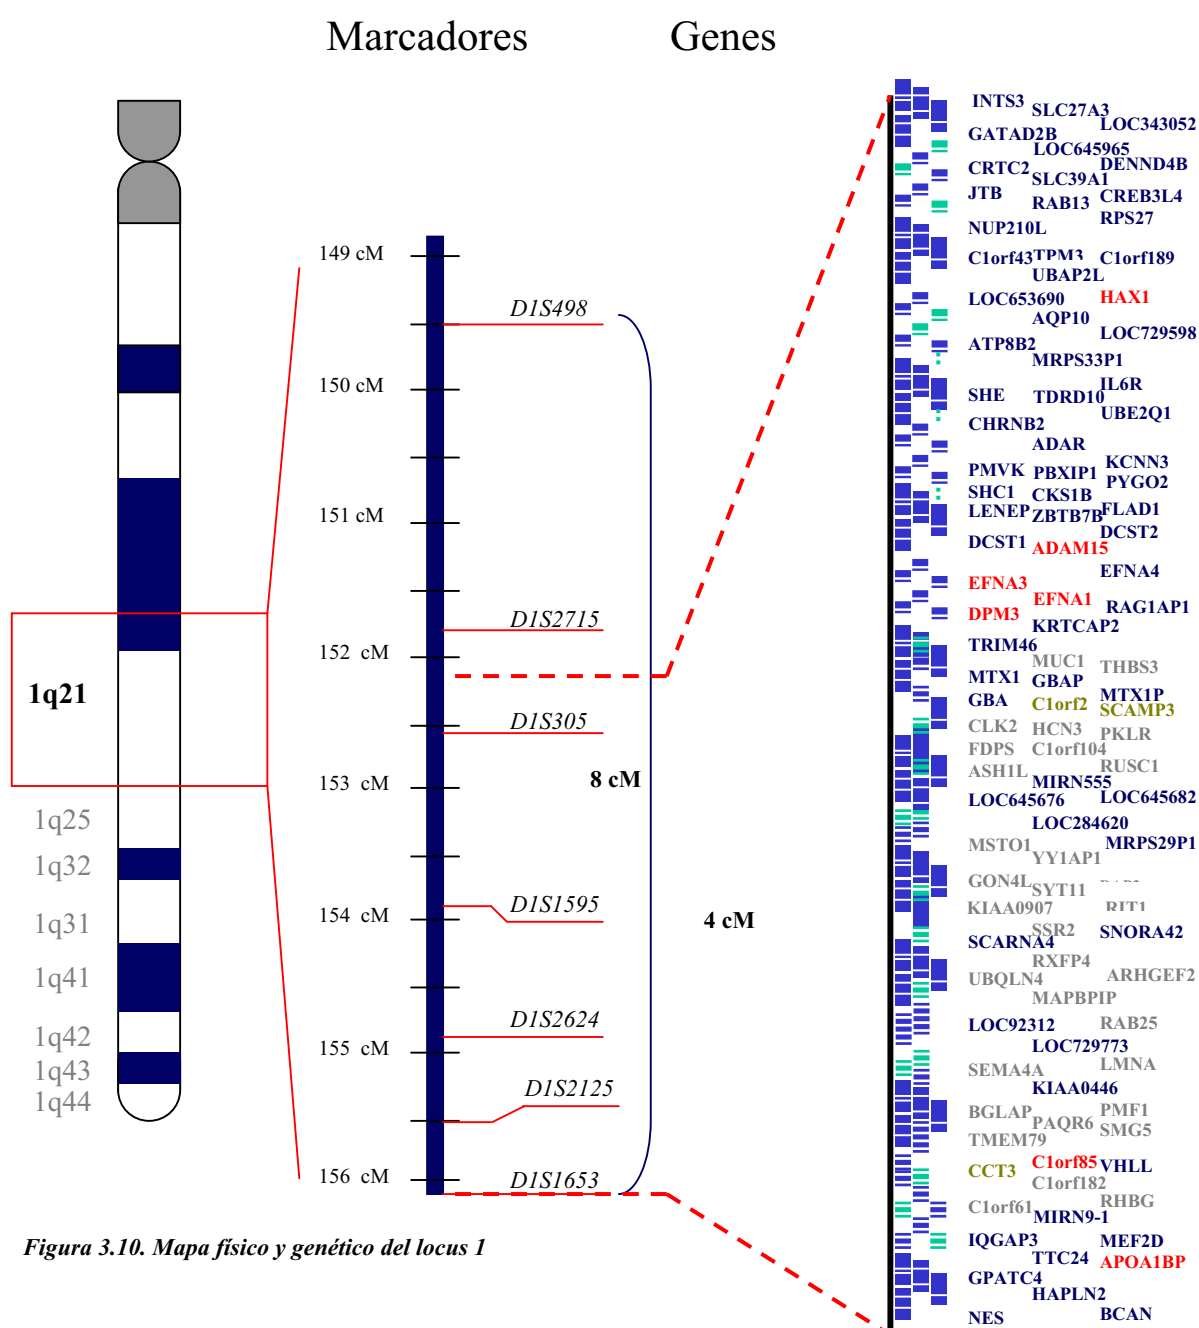 Marcadores Genes
149 cM
D1S498
150 cM
151 cM
D1S2715
152 cM
D1S305
153 cM
8 cM
D1S1595
154 cM
4 cM
D1S2624
155 cM
D1S2125
156 cM
D1S1653
1q21
1q25
1q32
1q31
1q41
1q42
1q43
1q44
INTS3 SLC27A3 LOC343052
GATAD2B LOC645965
CRTC2 SLC39A1 DENND4B
JTB RAB13 CREB3L4
RPS27
NUP210L
C1orf43 TPM3 C1orf189
UBAP2L
LOC653690 HAX1
AQP10
LOC729598
ATP8B2
MRPS33P1
SHE TDRD10 IL6R
UBE2Q1
CHRNB2
ADAR
PMVK PBXIP1 KCNN3
PYGO2
SHC1 CKS1B
LENEP ZBTB7B FLAD1
DCST2
DCST1 ADAM15
EFNA4
EFNA3
EFNA1 RAG1AP1
DPM3
KRTCAP2
TRIM46
MUC1 THBS3
MTX1 GBAP
MTX1P
GBA C1orf2 SCAMP3
CLK2 HCN3 PKLR
FDPS C1orf104
RUSC1
ASH1L
MIRN555
LOC645676 LOC645682
LOC284620
MSTO1 MRPS29P1
YY1AP1
GON4L SYT11
KIAA0907 RIT1
SSR2 SNORA42
SCARNA4
RXFP4
UBQLN4 ARHGEF2
MAPBPIP
LOC92312 RAB25
LOC729773
SEMA4A LMNA
KIAA0446
BGLAP PAQR6 PMF1
SMG5
TMEM79
CCT3 C1orf85 VHLL
C1orf182
C1orf61 RHBG
MIRN9-1
IQGAP3 MEF2D
TTC24 APOA1BP
GPATC4
HAPLN2
NES BCAN
Figura 3.10. Mapa físico y genético del locus 1